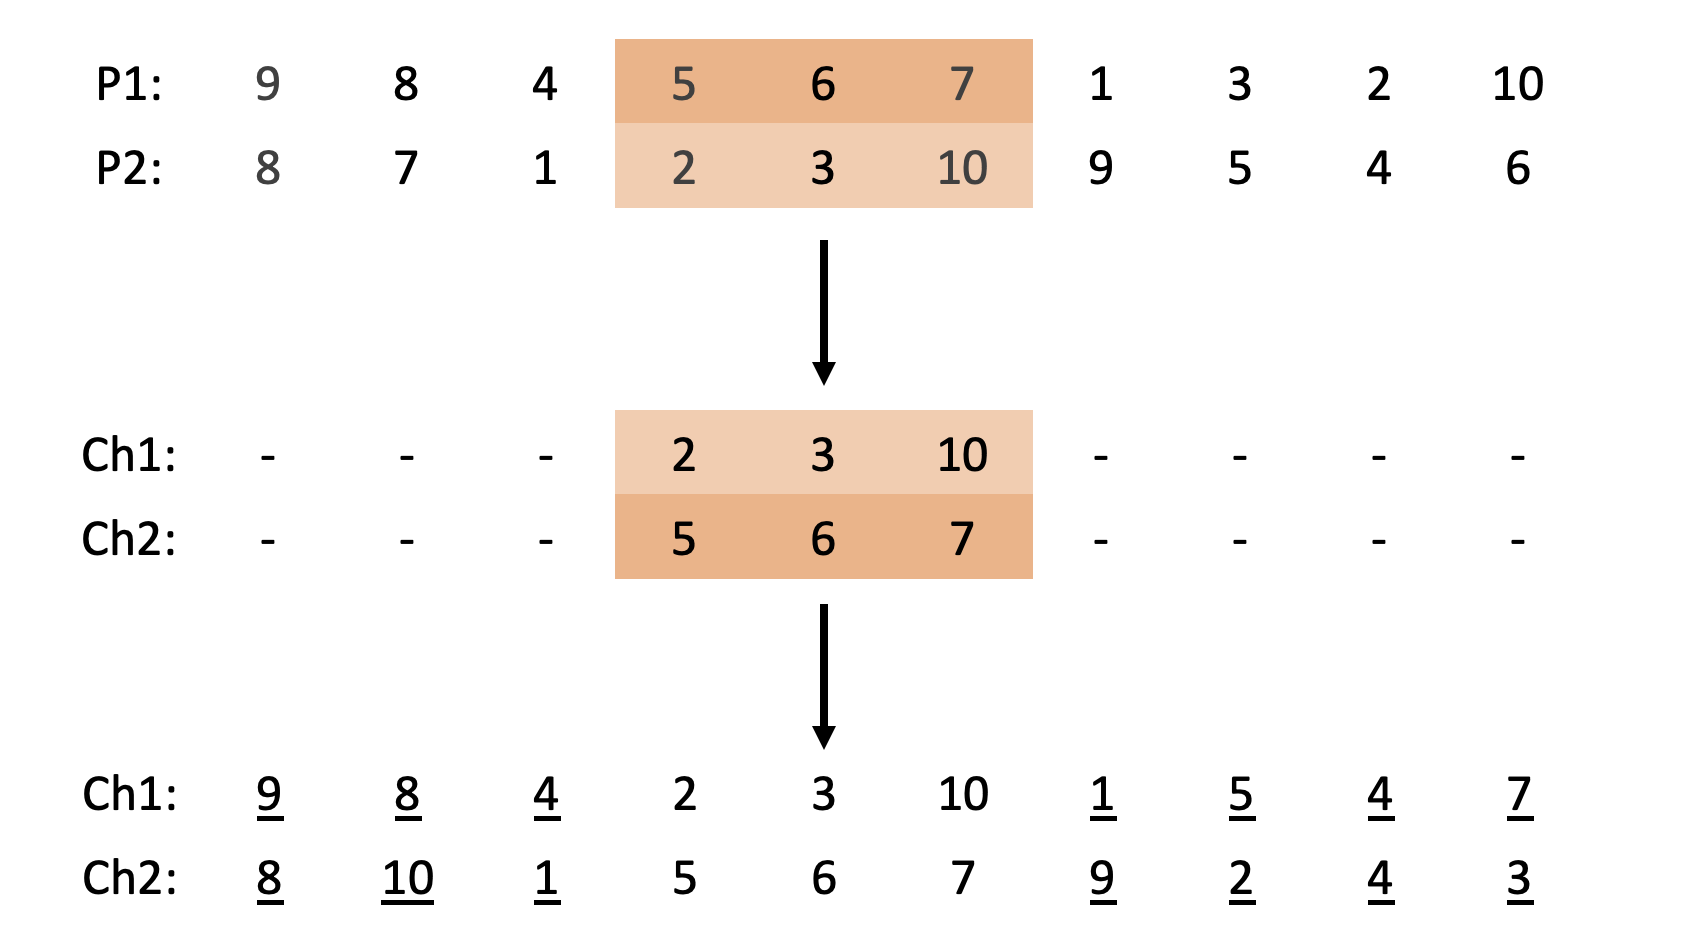 P1: 9 8 4 5 6 7 1 3 2 10
P2: 8 7 1 2 3 10 9 5 4 6
Ch1: - - - 2 3 10 - - - -
Ch2: - - - 5 6 7 - - - -
Ch1: 9 8 4 2 3 10 1 5 4 7
Ch2: 8 10 1 5 6 7 9 2 4 3